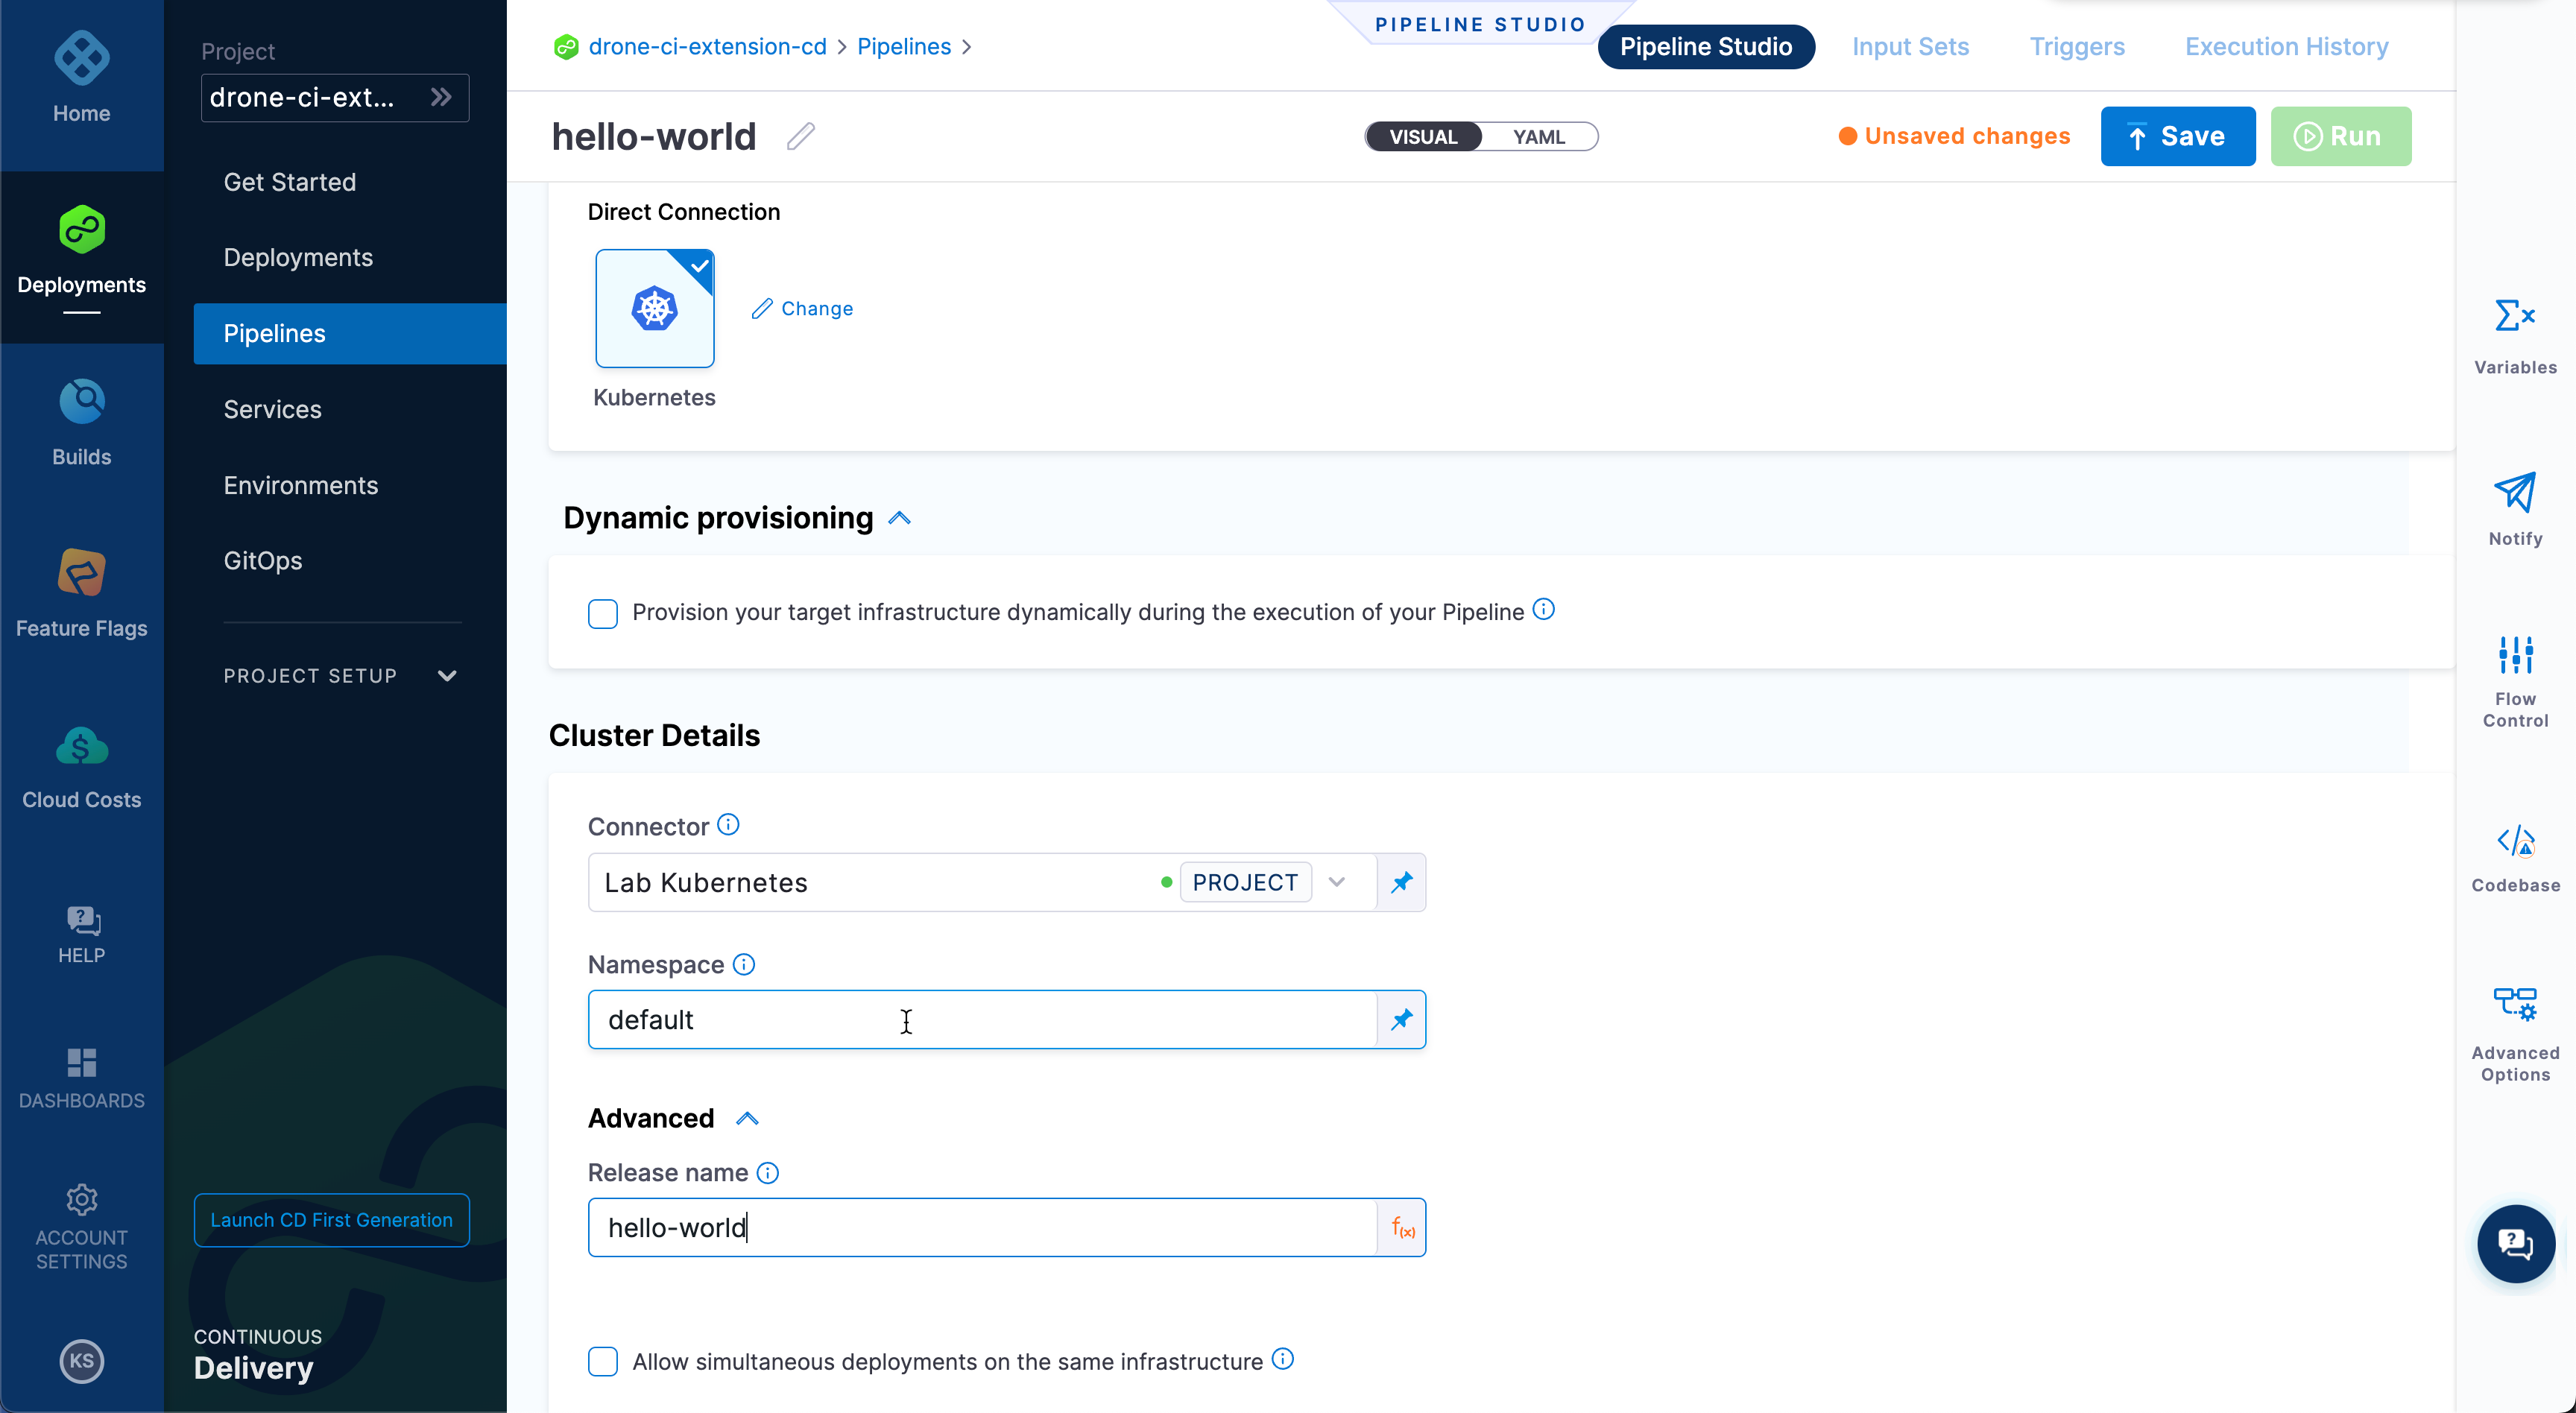 Home
Deployments
Builds
Feature Flags
Cloud Costs
HELP
DASHBOARDS
ACCOUNT
SETTINGS
KS
Project
drone-ci-ext...
Get Started
Deployments
Pipelines
Services
Environments
GitOps
PROJECT SETUP
Launch CD First Generation
CONTINUOUS
Delivery
PIPELINE STUDIO
drone-ci-extension-cd > Pipelines >
Pipeline Studio Input Sets Triggers Execution History
hello-world
VISUAL YAML
Unsaved changes
Save
Run
Direct Connection
Change
Kubernetes
Dynamic provisioning
Provision your target infrastructure dynamically during the execution of your Pipeline
Cluster Details
Connector
Lab Kubernetes PROJECT
Namespace
default
Advanced
Release name
hello-world f(x)
Allow simultaneous deployments on the same infrastructure
Variables
Notify
Flow
Control
Codebase
Advanced
Options